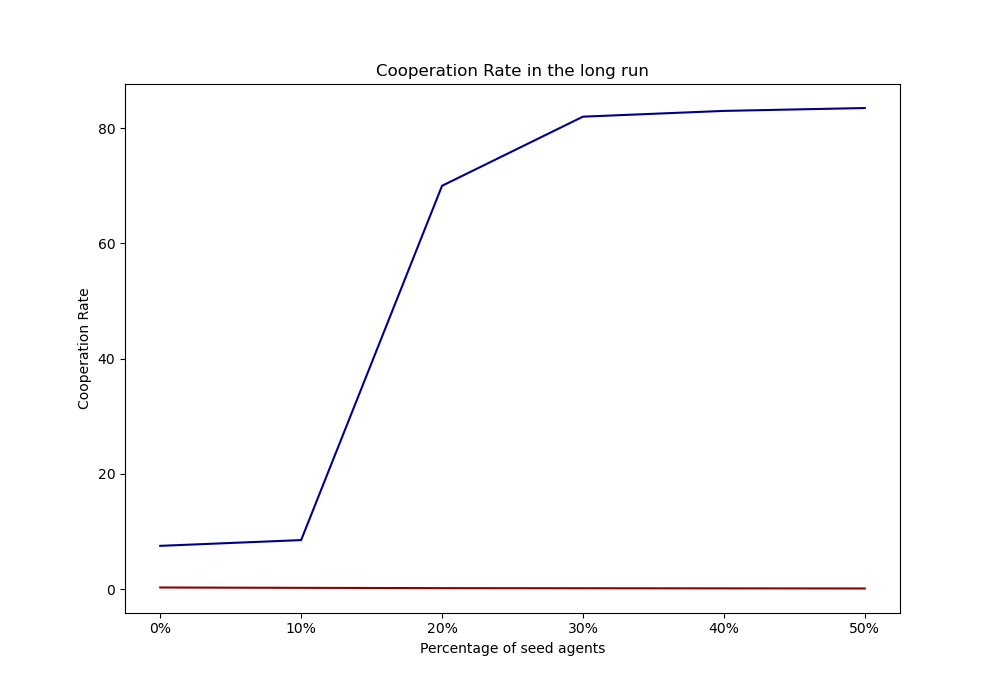 Cooperation Rate in the long run
Cooperation Rate
80
60
40
20
0
0% 10% 20% 30% 40% 50%
Percentage of seed agents